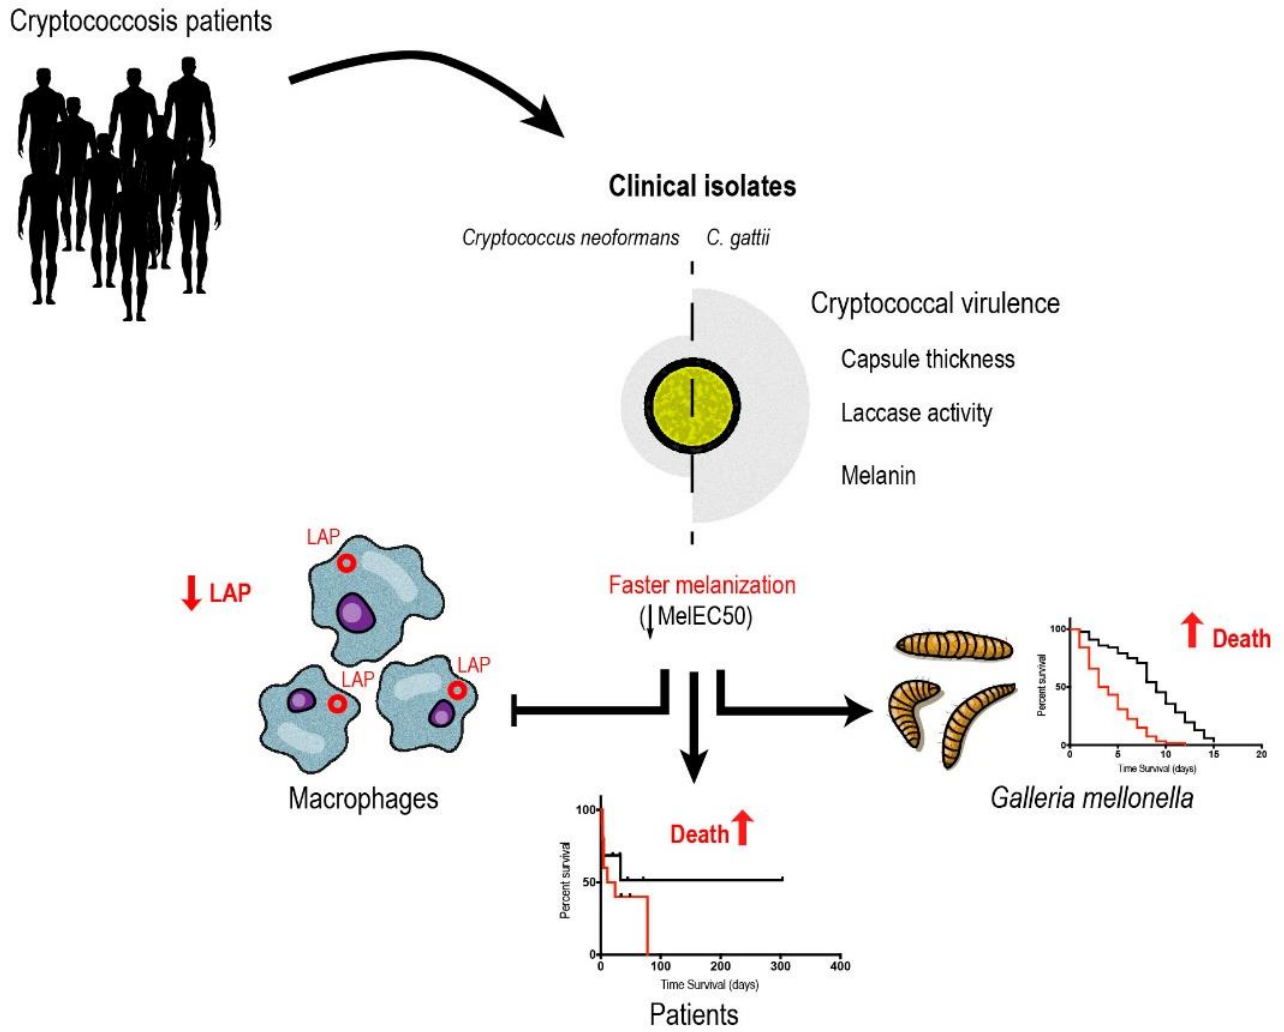 Cryptococcosis patients
Clinical isolates
Cryptococcus neoformans C. gattii
Cryptococcal virulence
Capsule thickness
Laccase activity
Melanin
LAP
↓ LAP
LAP
LAP
Macrophages
Faster melanization
(↓MelEC50)
100
50
0
Percent survival
0 5 10 15 20
Time Survival (days)
↑ Death
Galleria mellonella
100
50
0
Percent survival
Death ↑
0 100 200 300 400
Time Survival (days)
Patients